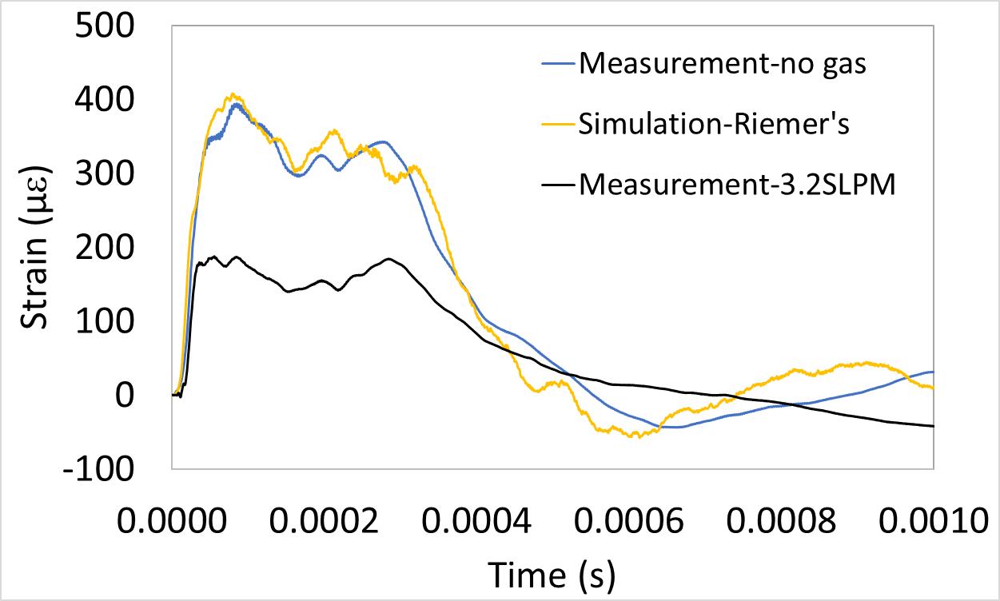 500
400
300
200
100
0
-100
Strain (με)
Measurement-no gas
Simulation-Riemer's
Measurement-3.2SLPM
0.0000 0.0002 0.0004 0.0006 0.0008 0.0010
Time (s)